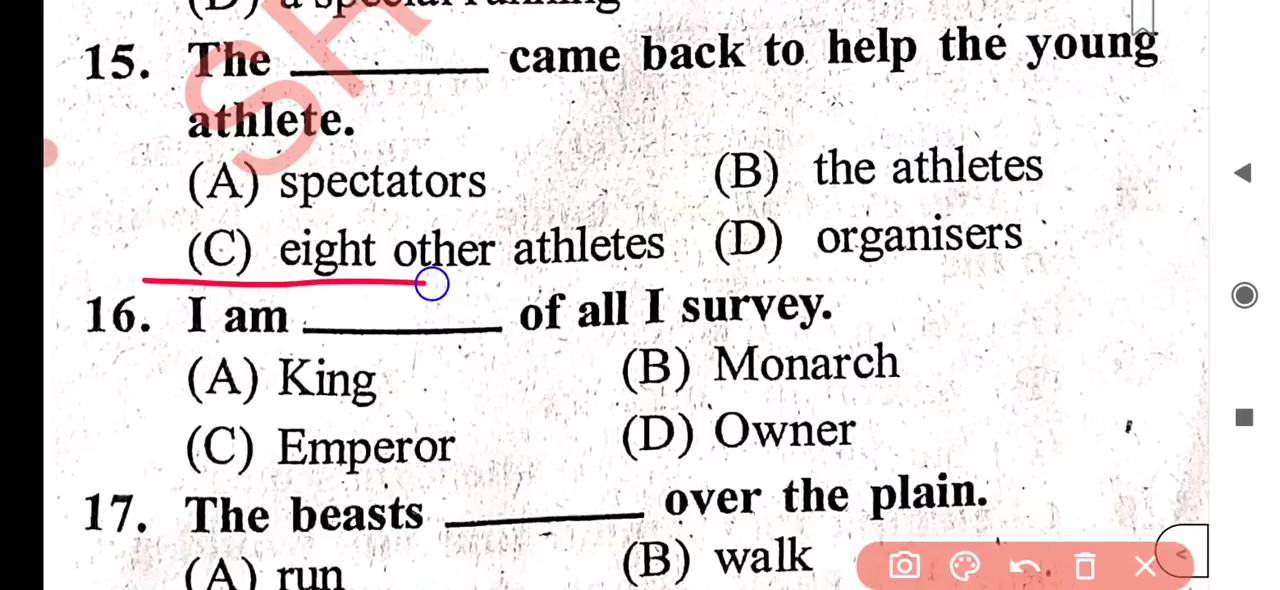 15. The ________ came back to help the young
athlete.
(A) spectators (B) the athletes
(C) eight other athletes (D) organisers
16. I am ________ of all I survey.
(A) King (B) Monarch
(C) Emperor (D) Owner
17. The beasts ________ over the plain.
(A) run (B) walk